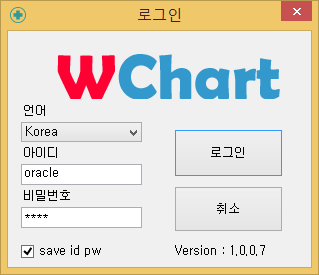 로그인
WChart
언어
Korea
아이디
oracle
비밀번호
****
로그인
취소
save id pw
Version : 1.0.0.7